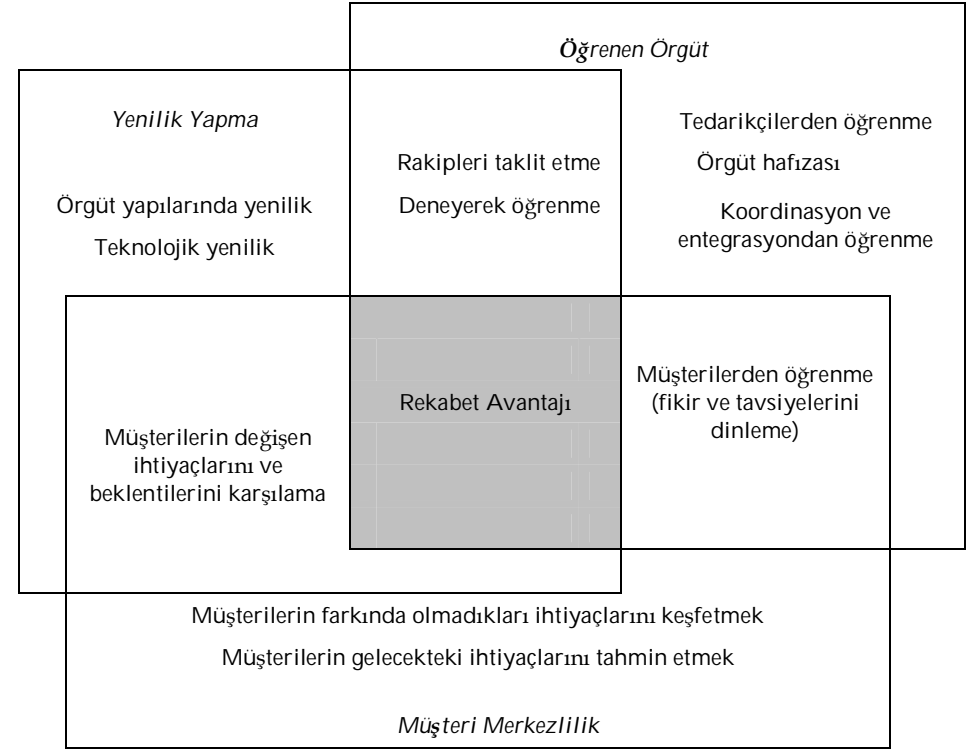 Öğrenen Örgüt
Yenilik Yapma
Tedarikçilerden öğrenme
Rakipleri taklit etme
Örgüt hafızası
Örgüt yapılarında yenilik
Deneyerek öğrenme
Koordinasyon ve
entegrasyondan öğrenme
Teknolojik yenilik
Müşterilerden öğrenme
(fikir ve tavsiyelerini
dinleme)
Rekabet Avantajı
Müşterilerin değişen
ihtiyaçlarını ve
beklentilerini karşılama
Müşterilerin farkında olmadıkları ihtiyaçlarını keşfetmek
Müşterilerin gelecekteki ihtiyaçlarını tahmin etmek
Müşteri Merkezlilik